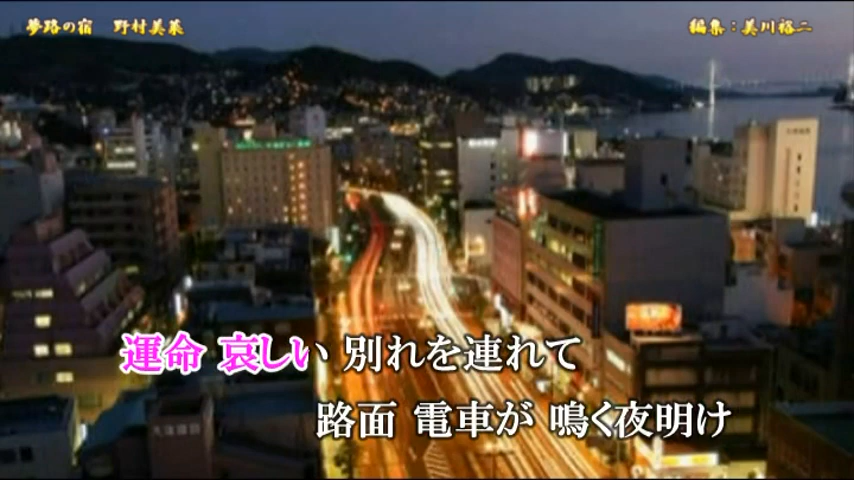 夢路の宿　野村美菜
編集：美川裕二
運命 哀しい 別れを連れて
路面 電車が 鳴く夜明け